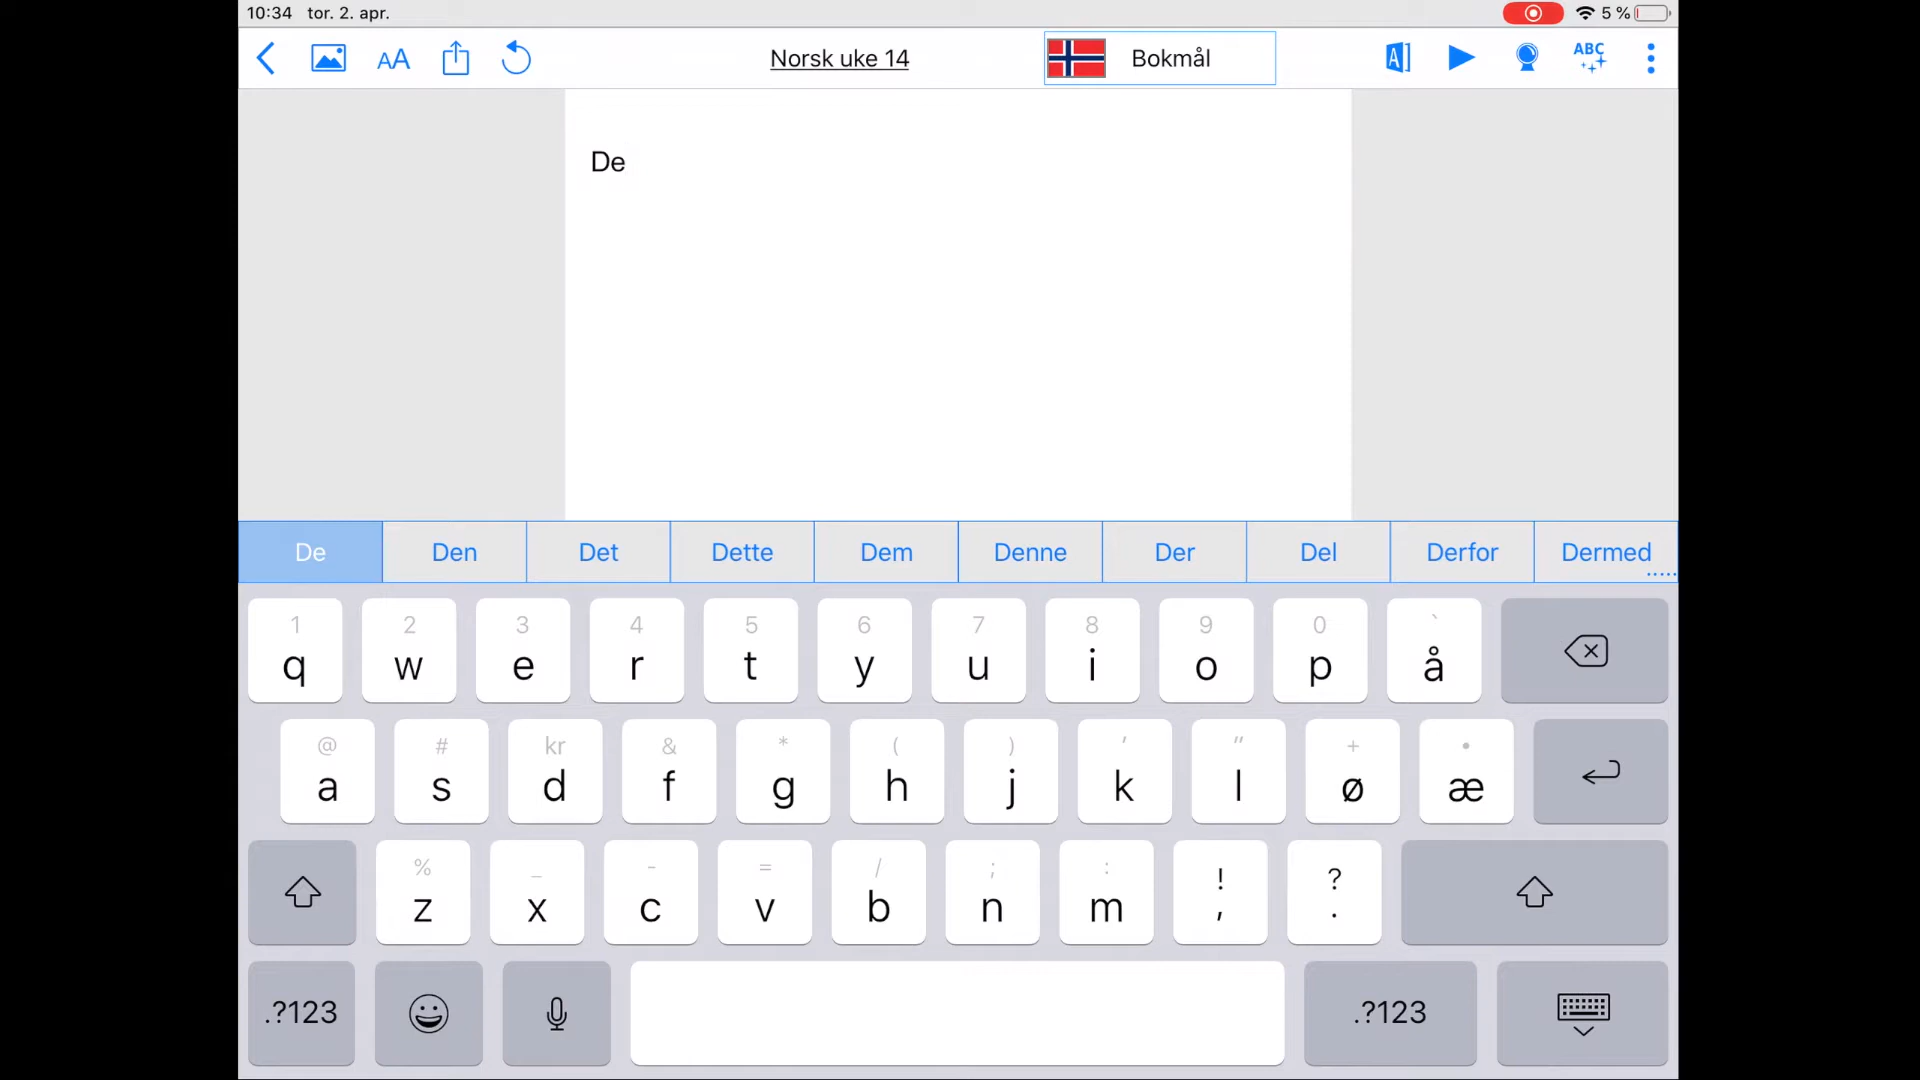 10:34 tor. 2. apr. 5 %
AA Norsk uke 14 Bokmål A ABC
De
De Den Det Dette Dem Denne Der Del Derfor Dermed
1 2 3 4 5 6 7 8 9 0 `
q w e r t y u i o p å
@ # kr & * ( ) ' " + •
a s d f g h j k l ø æ
% _ - = / ; : ! ?
z x c v b n m , .
.?123 .?123